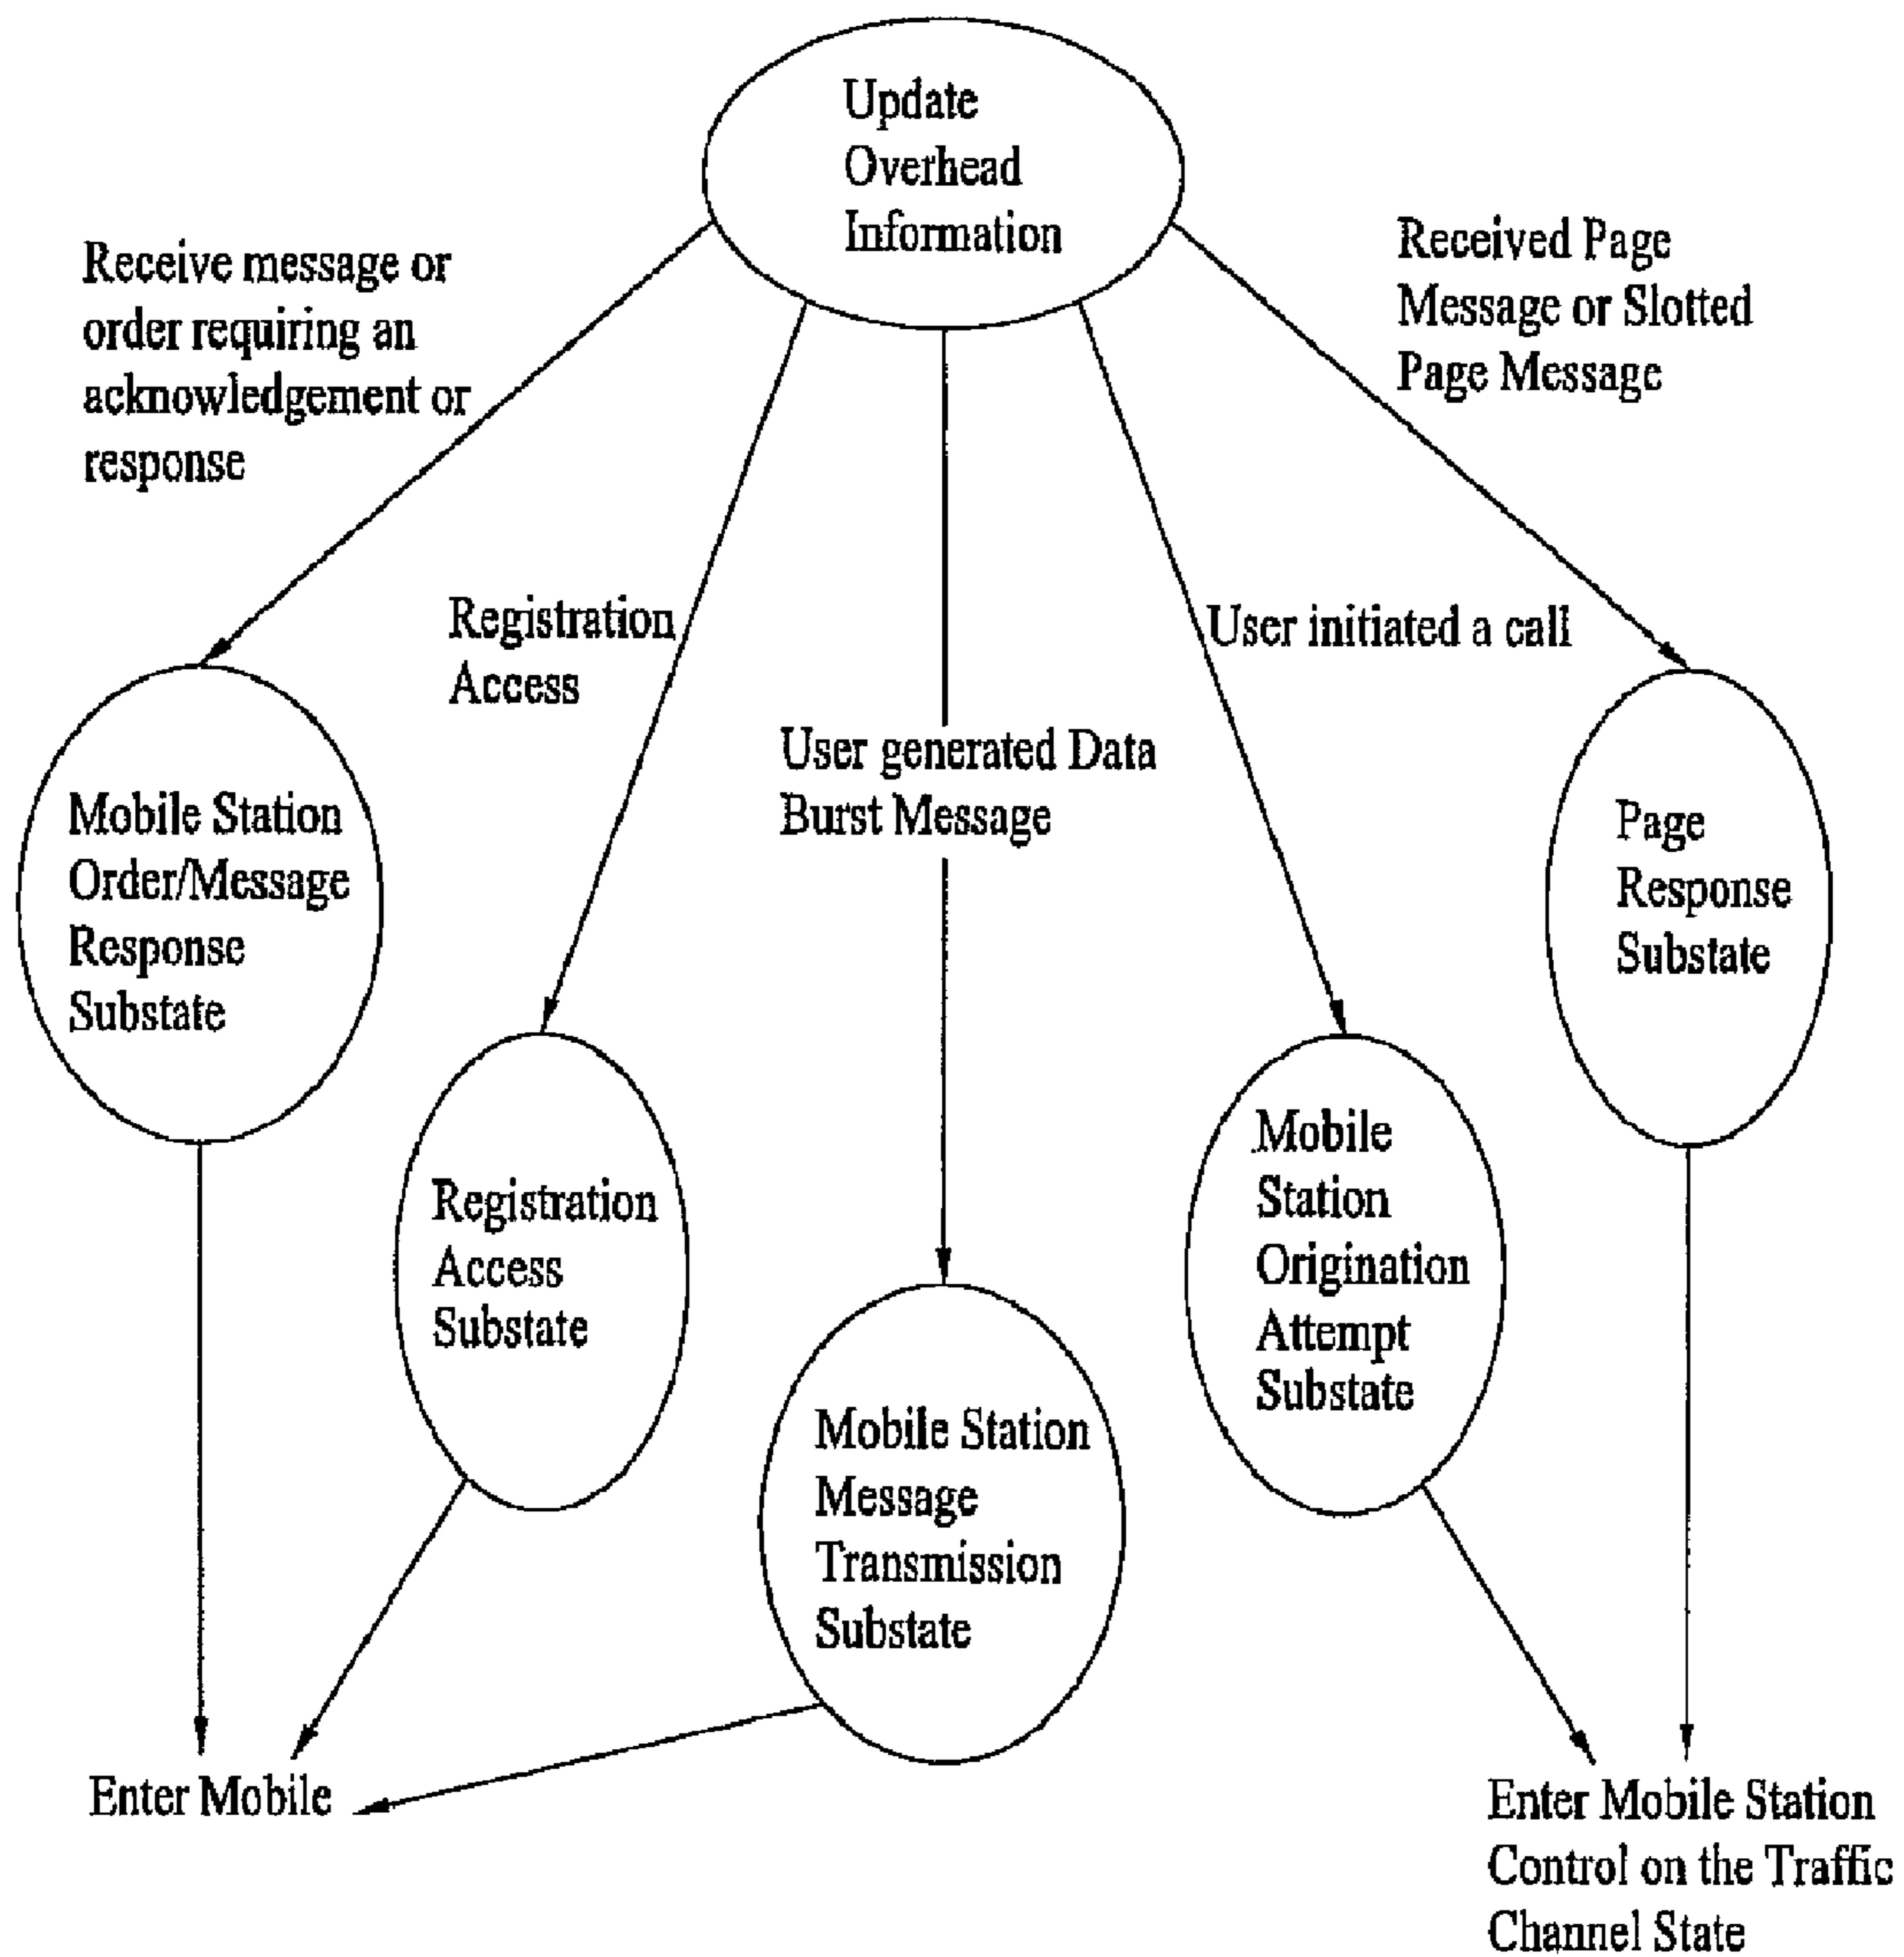 Update
Overhead
Information
Receive message or
order requiring an
acknowledgement or
response
Received Page
Message or Slotted
Page Message
Registration
Access
User initiated a call
User generated Data
Burst Message
Mobile Station
Order/Message
Response
Substate
Page
Response
Substate
Registration
Access
Substate
Mobile
Station
Origination
Attempt
Substate
Mobile Station
Message
Transmission
Substate
Enter Mobile
Enter Mobile Station
Control on the Traffic
Channel State